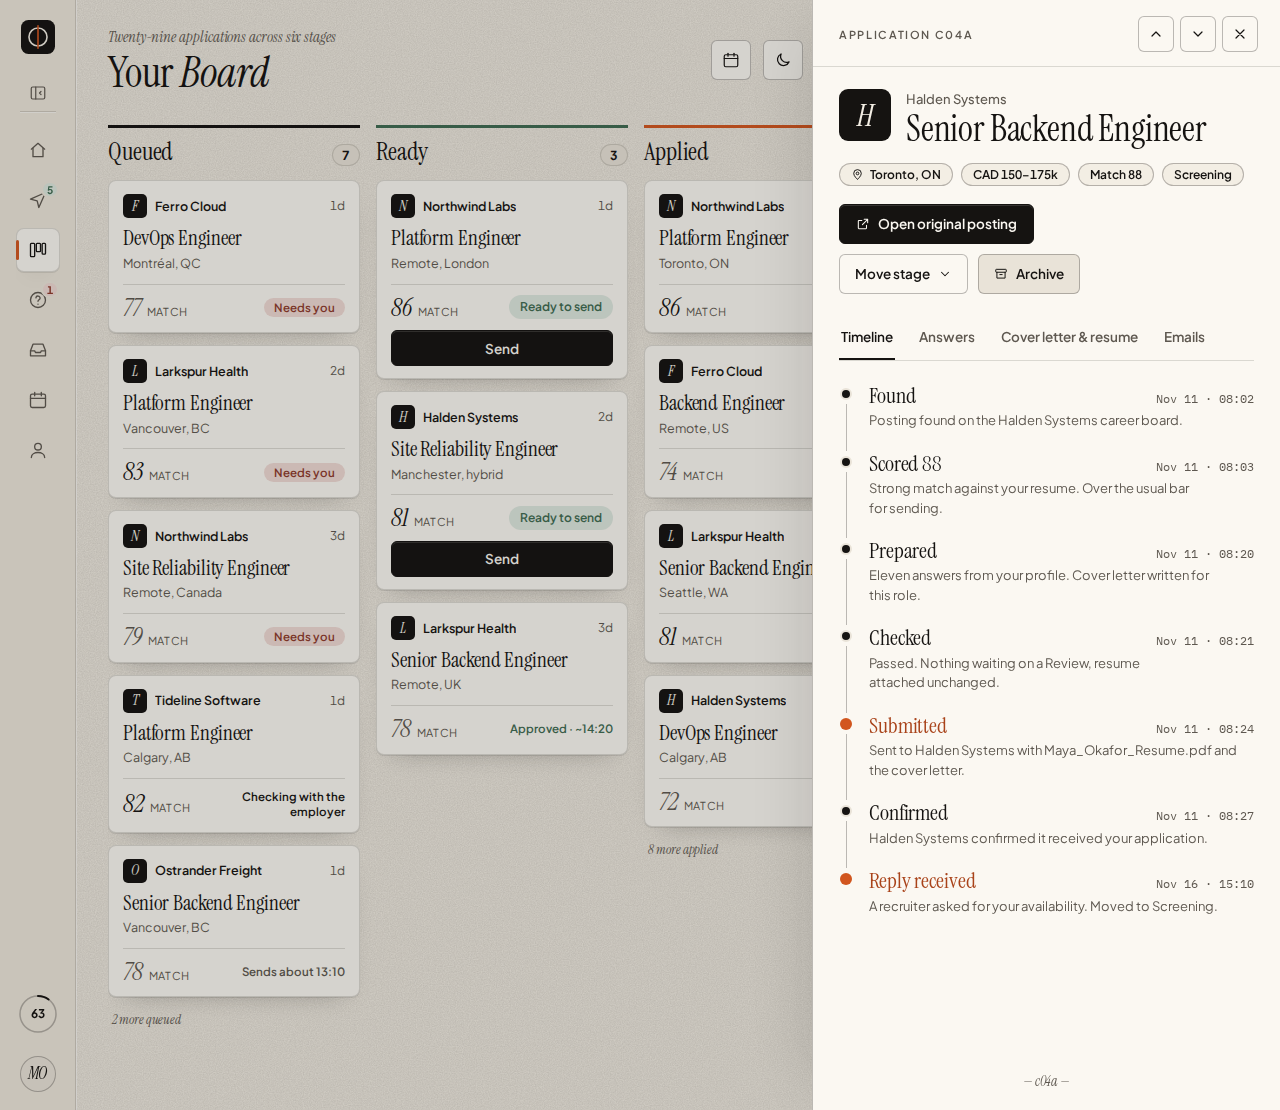 5
1
63
MO
Twenty-nine applications across six stages
Your Board
Queued 7
F Ferro Cloud 1d
DevOps Engineer
Montréal, QC
77 MATCH Needs you
L Larkspur Health 2d
Platform Engineer
Vancouver, BC
83 MATCH Needs you
N Northwind Labs 3d
Site Reliability Engineer
Remote, Canada
79 MATCH Needs you
T Tideline Software 1d
Platform Engineer
Calgary, AB
82 MATCH Checking with the
employer
O Ostrander Freight 1d
Senior Backend Engineer
Vancouver, BC
78 MATCH Sends about 13:10
2 more queued
Ready 3
N Northwind Labs 1d
Platform Engineer
Remote, London
86 MATCH Ready to send
Send
H Halden Systems 2d
Site Reliability Engineer
Manchester, hybrid
81 MATCH Ready to send
Send
L Larkspur Health 3d
Senior Backend Engineer
Remote, UK
78 MATCH Approved · ~14:20
Applied
N Northwind Labs
Platform Engineer
Toronto, ON
86 MATCH
F Ferro Cloud
Backend Engineer
Remote, US
74 MATCH
L Larkspur Health
Senior Backend Engin
Seattle, WA
81 MATCH
H Halden Systems
DevOps Engineer
Calgary, AB
72 MATCH
8 more applied
APPLICATION C04A
H Halden Systems
Senior Backend Engineer
Toronto, ON CAD 150–175k Match 88 Screening
Open original posting
Move stage Archive
Timeline Answers Cover letter & resume Emails
Found Nov 11 · 08:02
Posting found on the Halden Systems career board.
Scored 88 Nov 11 · 08:03
Strong match against your resume. Over the usual bar
for sending.
Prepared Nov 11 · 08:20
Eleven answers from your profile. Cover letter written for
this role.
Checked Nov 11 · 08:21
Passed. Nothing waiting on a Review, resume
attached unchanged.
Submitted Nov 11 · 08:24
Sent to Halden Systems with Maya_Okafor_Resume.pdf and
the cover letter.
Confirmed Nov 11 · 08:27
Halden Systems confirmed it received your application.
Reply received Nov 16 · 15:10
A recruiter asked for your availability. Moved to Screening.
— c04a —